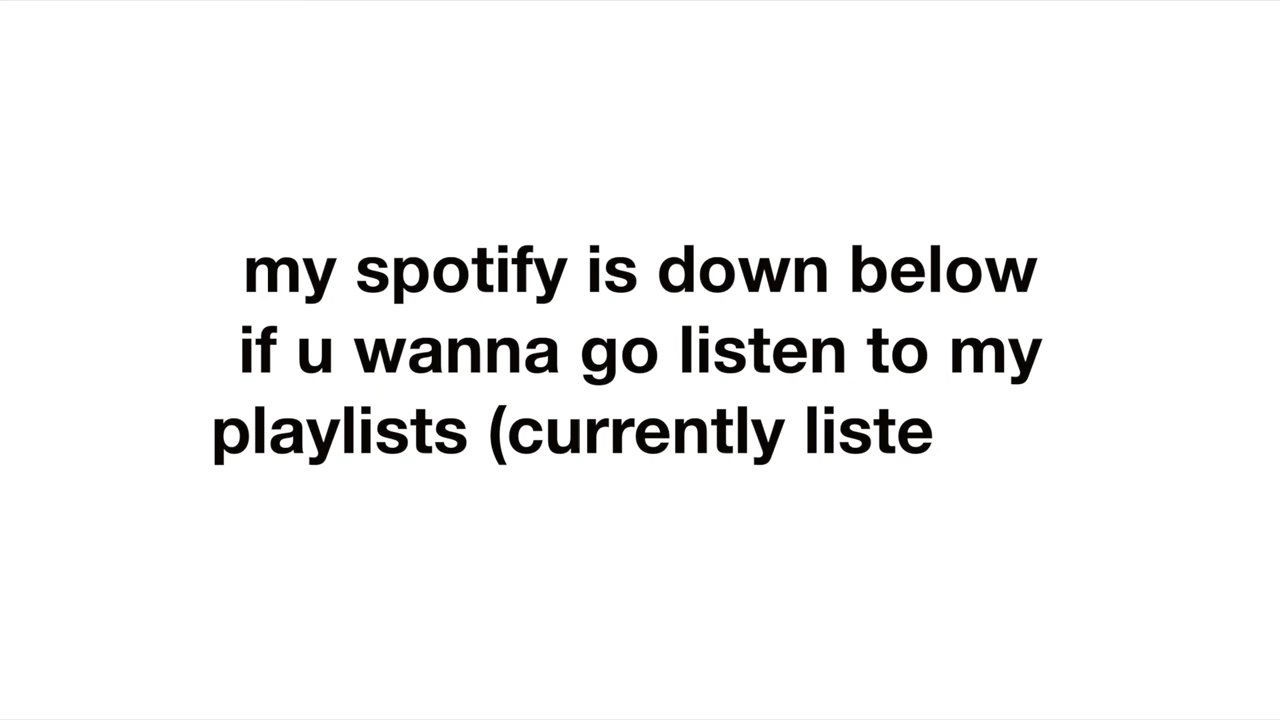 my spotify is down below
if u wanna go listen to my
playlists (currently liste